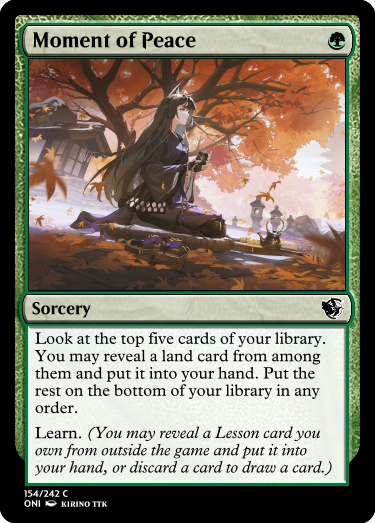 Moment of Peace
Sorcery
Look at the top five cards of your library.
You may reveal a land card from among
them and put it into your hand. Put the
rest on the bottom of your library in any
order.
Learn. (You may reveal a Lesson card you
own from outside the game and put it into
your hand, or discard a card to draw a card.)
154/242 C
ONI KIRINO TTK